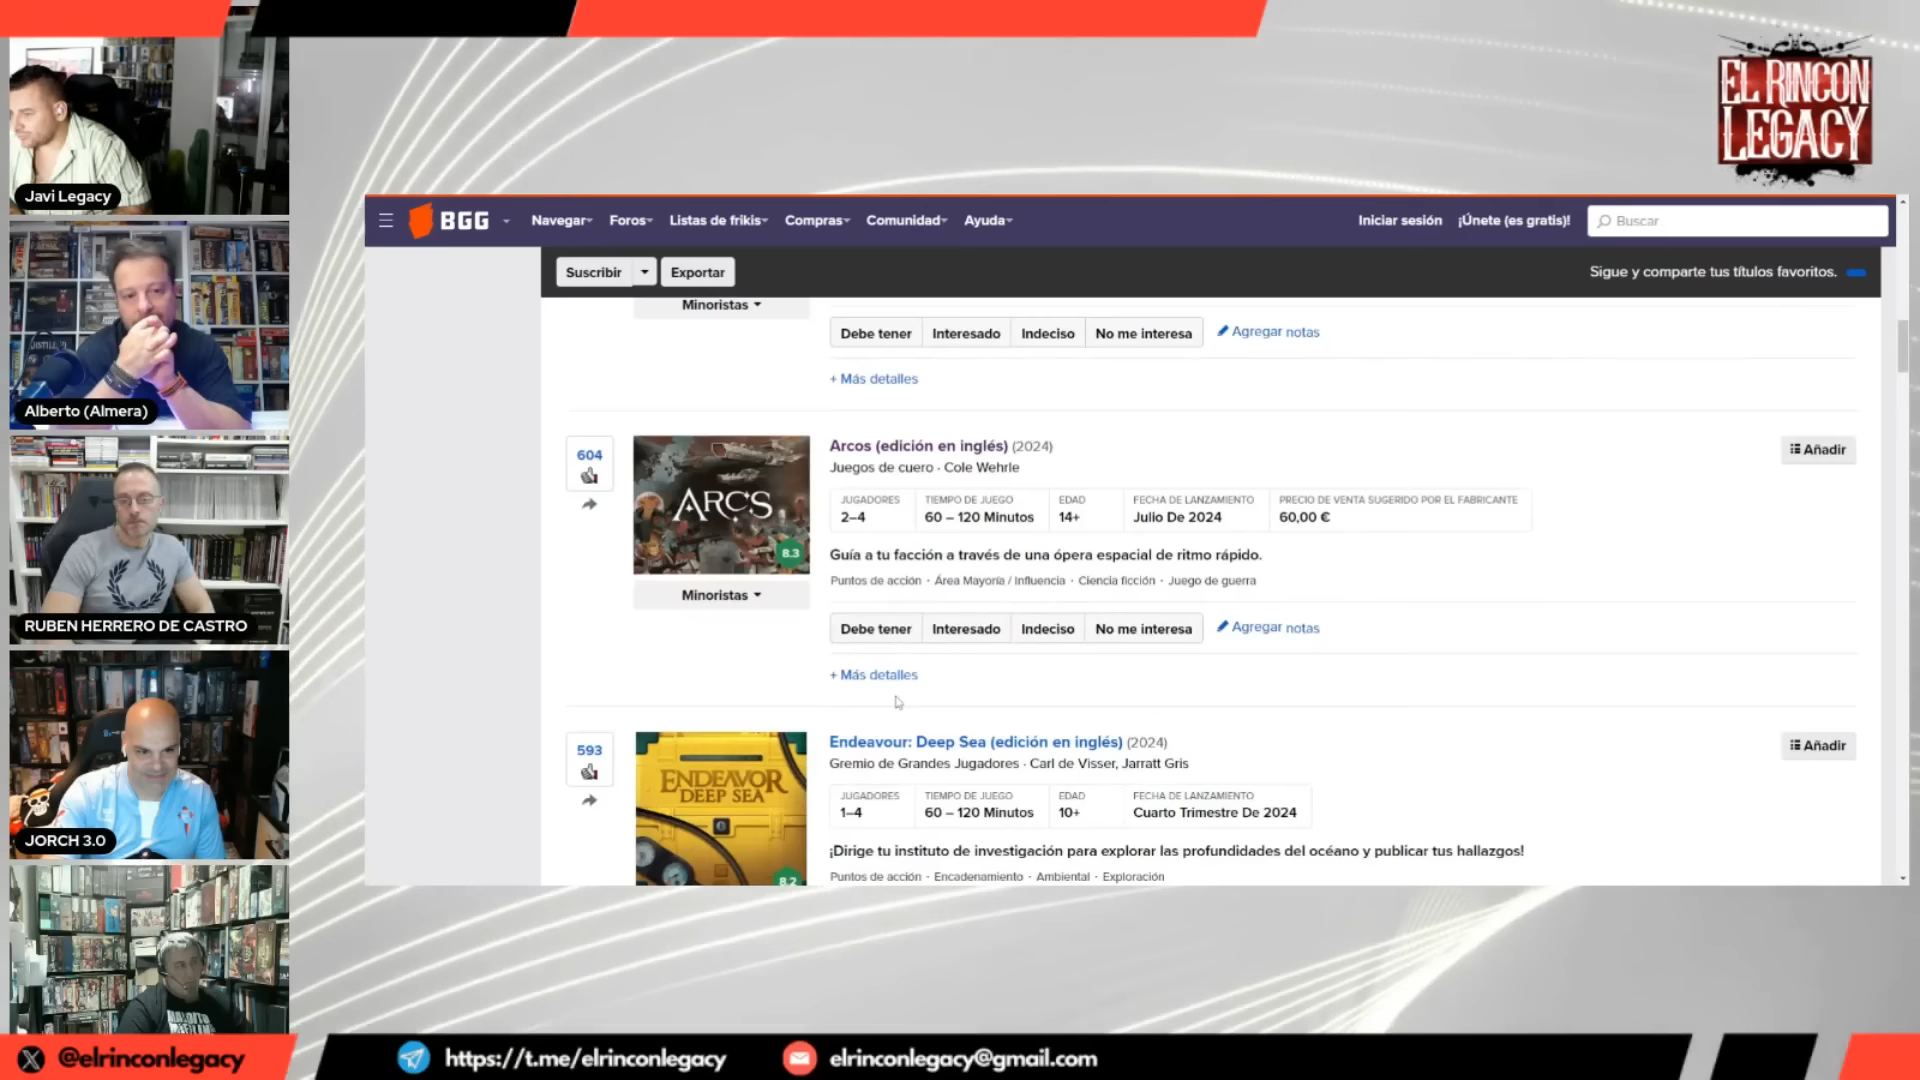 EL RINCON
LEGACY
Javi Legacy
Alberto (Almera)
RUBEN HERRERO DE CASTRO
JORCH 3.0
BGG
Navegar
Foros
Listas de frikis
Compras
Comunidad
Ayuda
Iniciar sesión
¡Únete (es gratis)!
Buscar
Suscribir
Exportar
Sigue y comparte tus títulos favoritos.
Minoristas
Debe tener
Interesado
Indeciso
No me interesa
Agregar notas
+ Más detalles
604
ARCS
8.3
Minoristas
Arcos (edición en inglés) (2024)
Juegos de cuero · Cole Wehrle
Añadir
JUGADORES
2–4
TIEMPO DE JUEGO
60 – 120 Minutos
EDAD
14+
FECHA DE LANZAMIENTO
Julio De 2024
PRECIO DE VENTA SUGERIDO POR EL FABRICANTE
60,00 €
Guía a tu facción a través de una ópera espacial de ritmo rápido.
Puntos de acción · Área Mayoría / Influencia · Ciencia ficción · Juego de guerra
Debe tener
Interesado
Indeciso
No me interesa
Agregar notas
+ Más detalles
593
ENDEAVOR
DEEP SEA
8.2
Endeavour: Deep Sea (edición en inglés) (2024)
Gremio de Grandes Jugadores · Carl de Visser, Jarratt Gris
Añadir
JUGADORES
1–4
TIEMPO DE JUEGO
60 – 120 Minutos
EDAD
10+
FECHA DE LANZAMIENTO
Cuarto Trimestre De 2024
¡Dirige tu instituto de investigación para explorar las profundidades del océano y publicar tus hallazgos!
Puntos de acción · Encadenamiento · Ambiental · Exploración
@elrinconlegacy
https://t.me/elrinconlegacy
elrinconlegacy@gmail.com